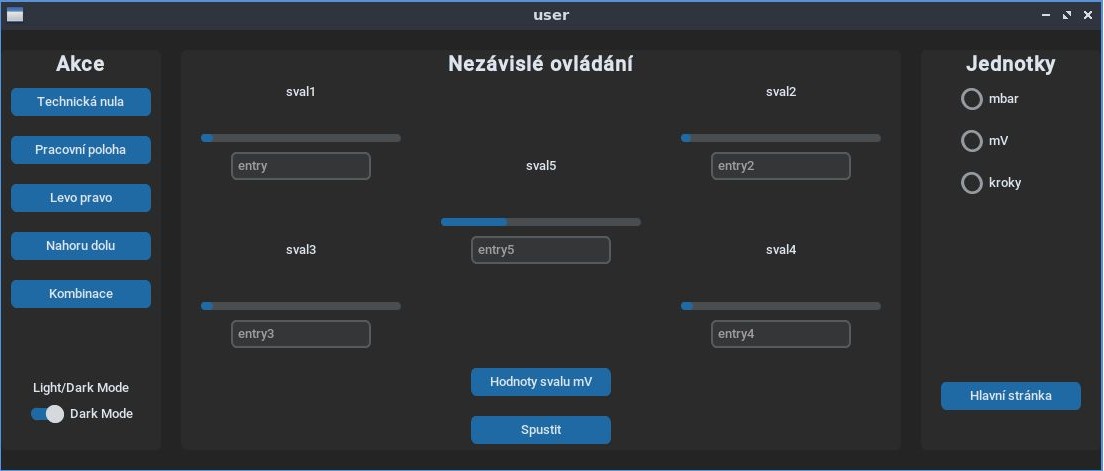 user
Akce
Technická nula
Pracovní poloha
Levo pravo
Nahoru dolu
Kombinace
Light/Dark Mode
Dark Mode
Nezávislé ovládání
sval1
entry
sval2
entry2
sval5
entry5
sval3
entry3
sval4
entry4
Hodnoty svalu mV
Spustit
Jednotky
mbar
mV
kroky
Hlavní stránka